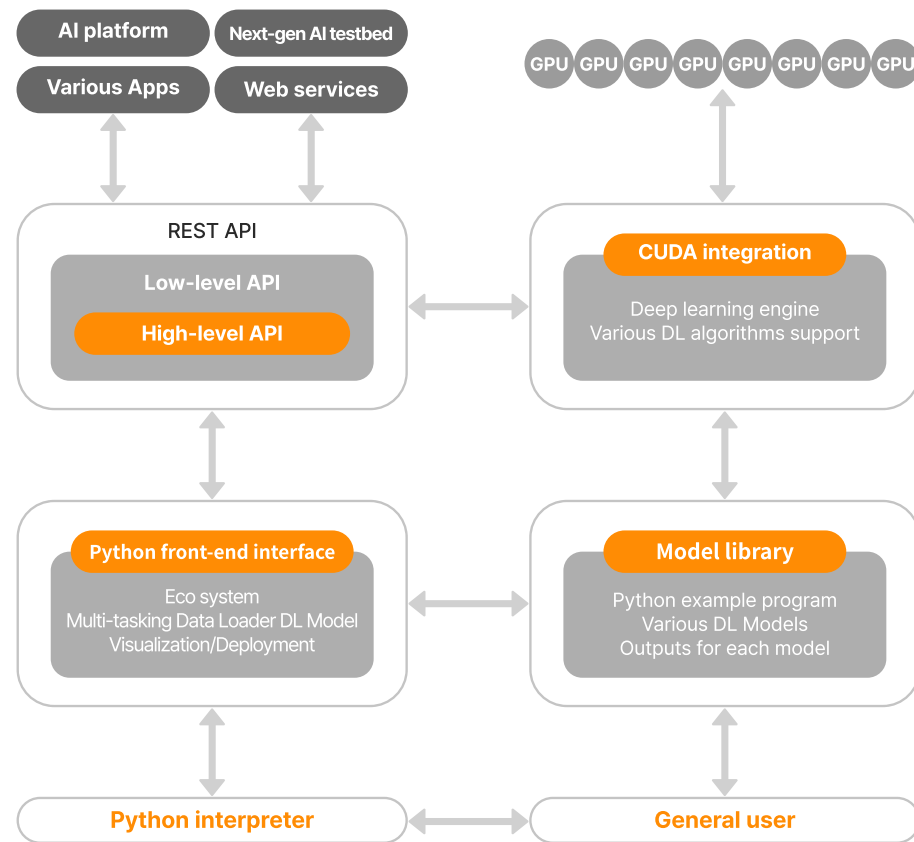 AI platform
Next-gen AI testbed
Various Apps
Web services
GPU GPU GPU GPU GPU GPU GPU GPU
REST API
Low-level API
High-level API
CUDA integration
Deep learning engine
Various DL algorithms support
Python front-end interface
Eco system
Multi-tasking Data Loader DL Model
Visualization/Deployment
Model library
Python example program
Various DL Models
Outputs for each model
Python interpreter
General user